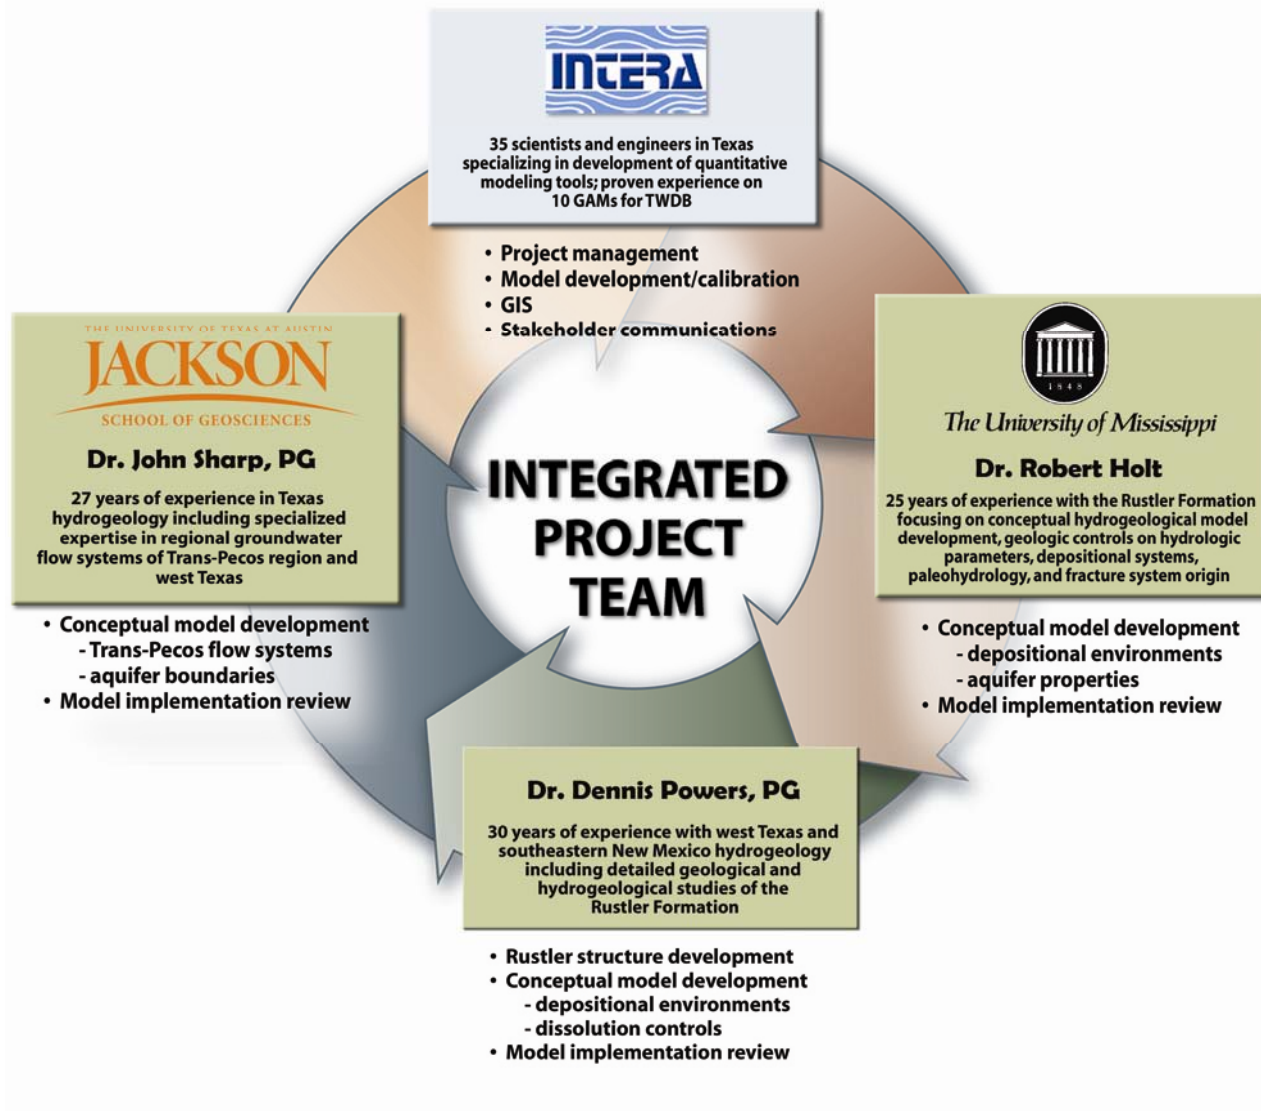 INTERA
35 scientists and engineers in Texas
specializing in development of quantitative
modeling tools; proven experience on
10 GAMs for TWDB
• Project management
• Model development/calibration
• GIS
• Stakeholder communications
THE UNIVERSITY OF TEXAS AT AUSTIN
JACKSON
SCHOOL OF GEOSCIENCES
Dr. John Sharp, PG
27 years of experience in Texas
hydrogeology including specialized
expertise in regional groundwater
flow systems of Trans-Pecos region and
west Texas
• Conceptual model development
- Trans-Pecos flow systems
- aquifer boundaries
• Model implementation review
INTEGRATED
PROJECT
TEAM
1848
The University of Mississippi
Dr. Robert Holt
25 years of experience with the Rustler Formation
focusing on conceptual hydrogeological model
development, geologic controls on hydrologic
parameters, depositional systems,
paleohydrology, and fracture system origin
• Conceptual model development
- depositional environments
- aquifer properties
• Model implementation review
Dr. Dennis Powers, PG
30 years of experience with west Texas and
southeastern New Mexico hydrogeology
including detailed geological and
hydrogeological studies of the
Rustler Formation
• Rustler structure development
• Conceptual model development
- depositional environments
- dissolution controls
• Model implementation review